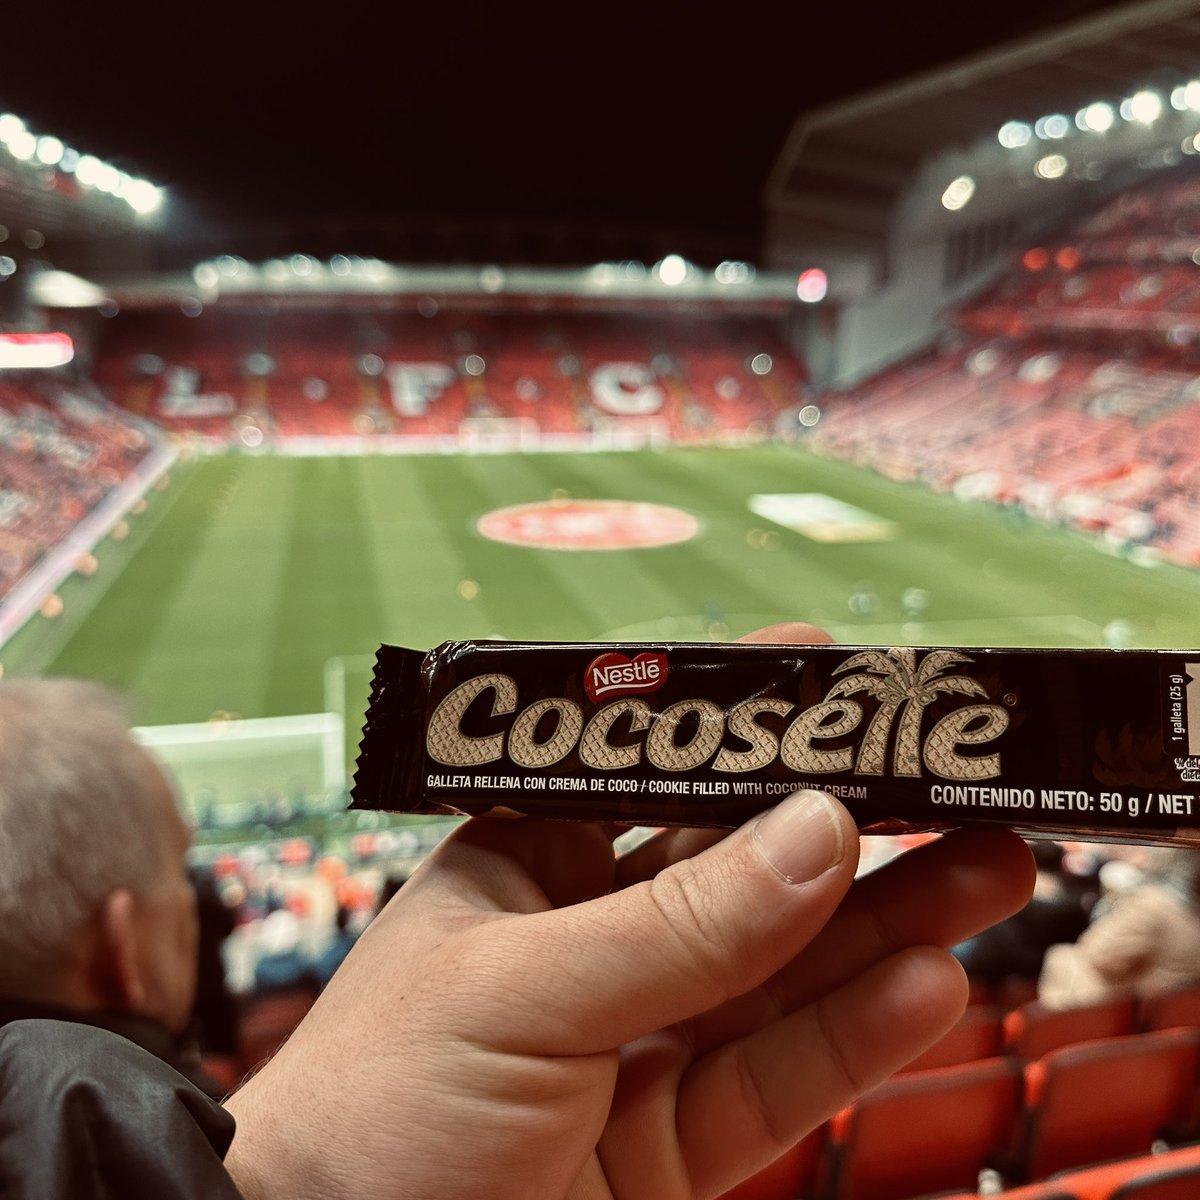 L F C
Nestlé
Cocosette®
GALLETA RELLENA CON CREMA DE COCO / COOKIE FILLED WITH COCONUT CREAM
CONTENIDO NETO: 50 g / NET
1 galleta (25 g)